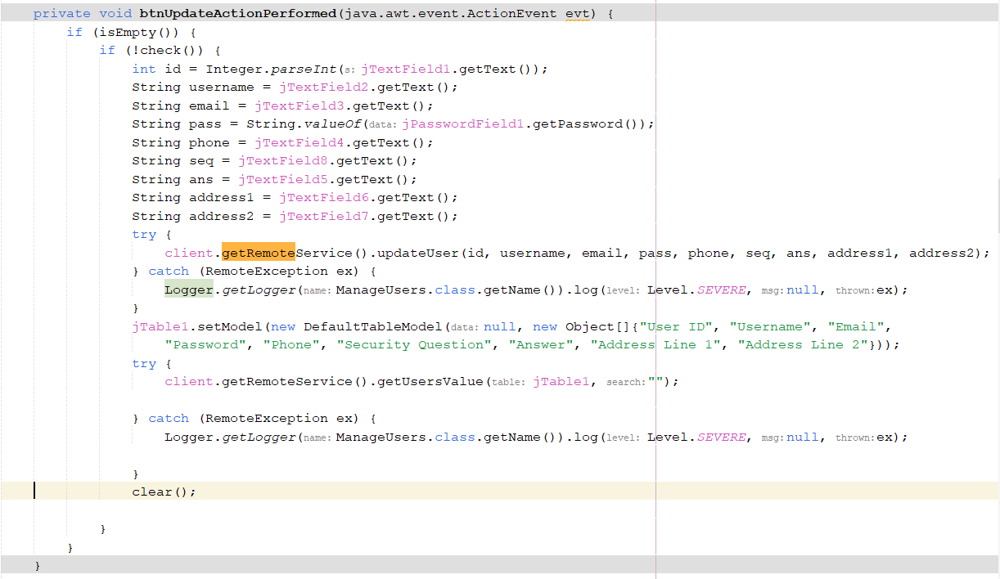 private void btnUpdateActionPerformed(java.awt.event.ActionEvent evt) {
if (isEmpty()) {
if (!check()) {
int id = Integer.parseInt(s: jTextField1.getText());
String username = jTextField2.getText();
String email = jTextField3.getText();
String pass = String.valueOf(data: jPasswordField1.getPassword());
String phone = jTextField4.getText();
String seq = jTextField8.getText();
String ans = jTextField5.getText();
String address1 = jTextField6.getText();
String address2 = jTextField7.getText();
try {
client.getRemoteService().updateUser(id, username, email, pass, phone, seq, ans, address1, address2);
} catch (RemoteException ex) {
Logger.getLogger(name: ManageUsers.class.getName()).log(level: Level.SEVERE, msg: null, thrown: ex);
}
jTable1.setModel(new DefaultTableModel(data: null, new Object[]{"User ID", "Username", "Email",
"Password", "Phone", "Security Question", "Answer", "Address Line 1", "Address Line 2"}));
try {
client.getRemoteService().getUsersValue(table: jTable1, search: "");
} catch (RemoteException ex) {
Logger.getLogger(name: ManageUsers.class.getName()).log(level: Level.SEVERE, msg: null, thrown: ex);
}
clear();
}
}
}